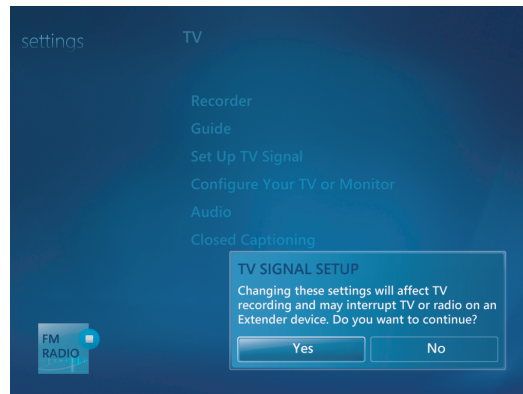 settings
TV
Recorder
Guide
Set Up TV Signal
Configure Your TV or Monitor
Audio
Closed Captioning
TV SIGNAL SETUP
Changing these settings will affect TV
recording and may interrupt TV or radio on an
Extender device. Do you want to continue?
Yes
No
FM
RADIO